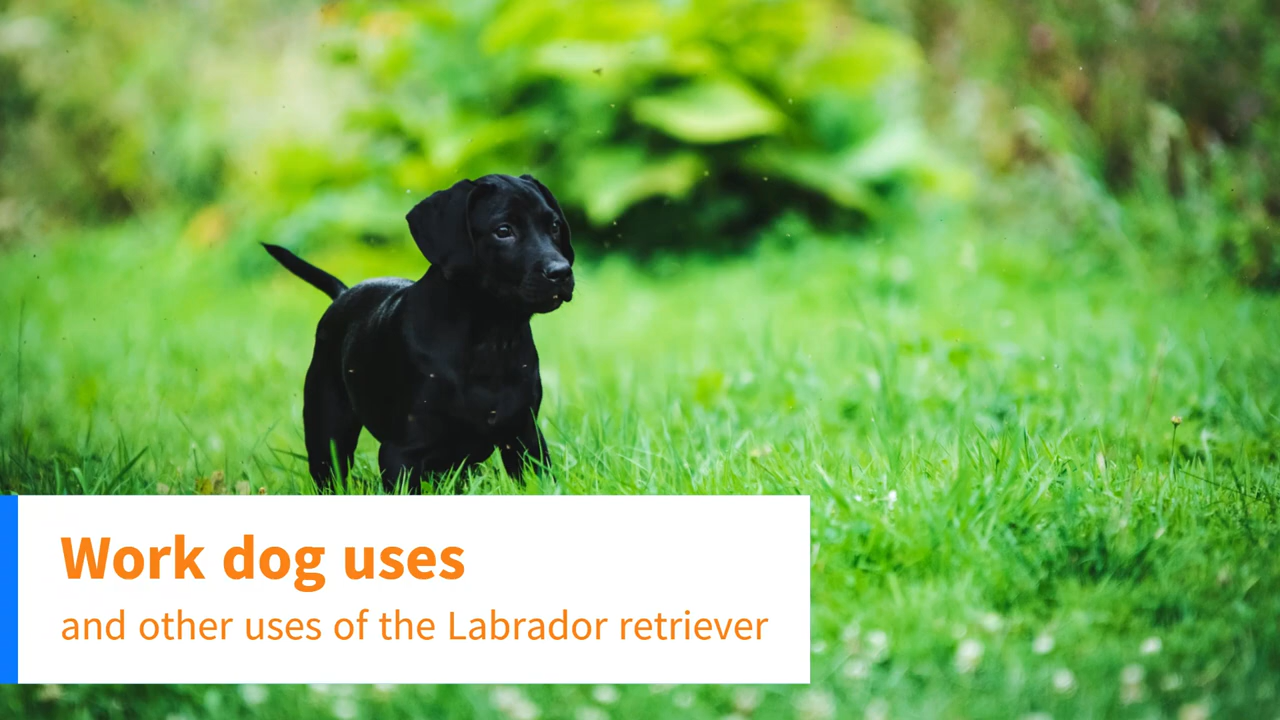 Work dog uses
and other uses of the Labrador retriever